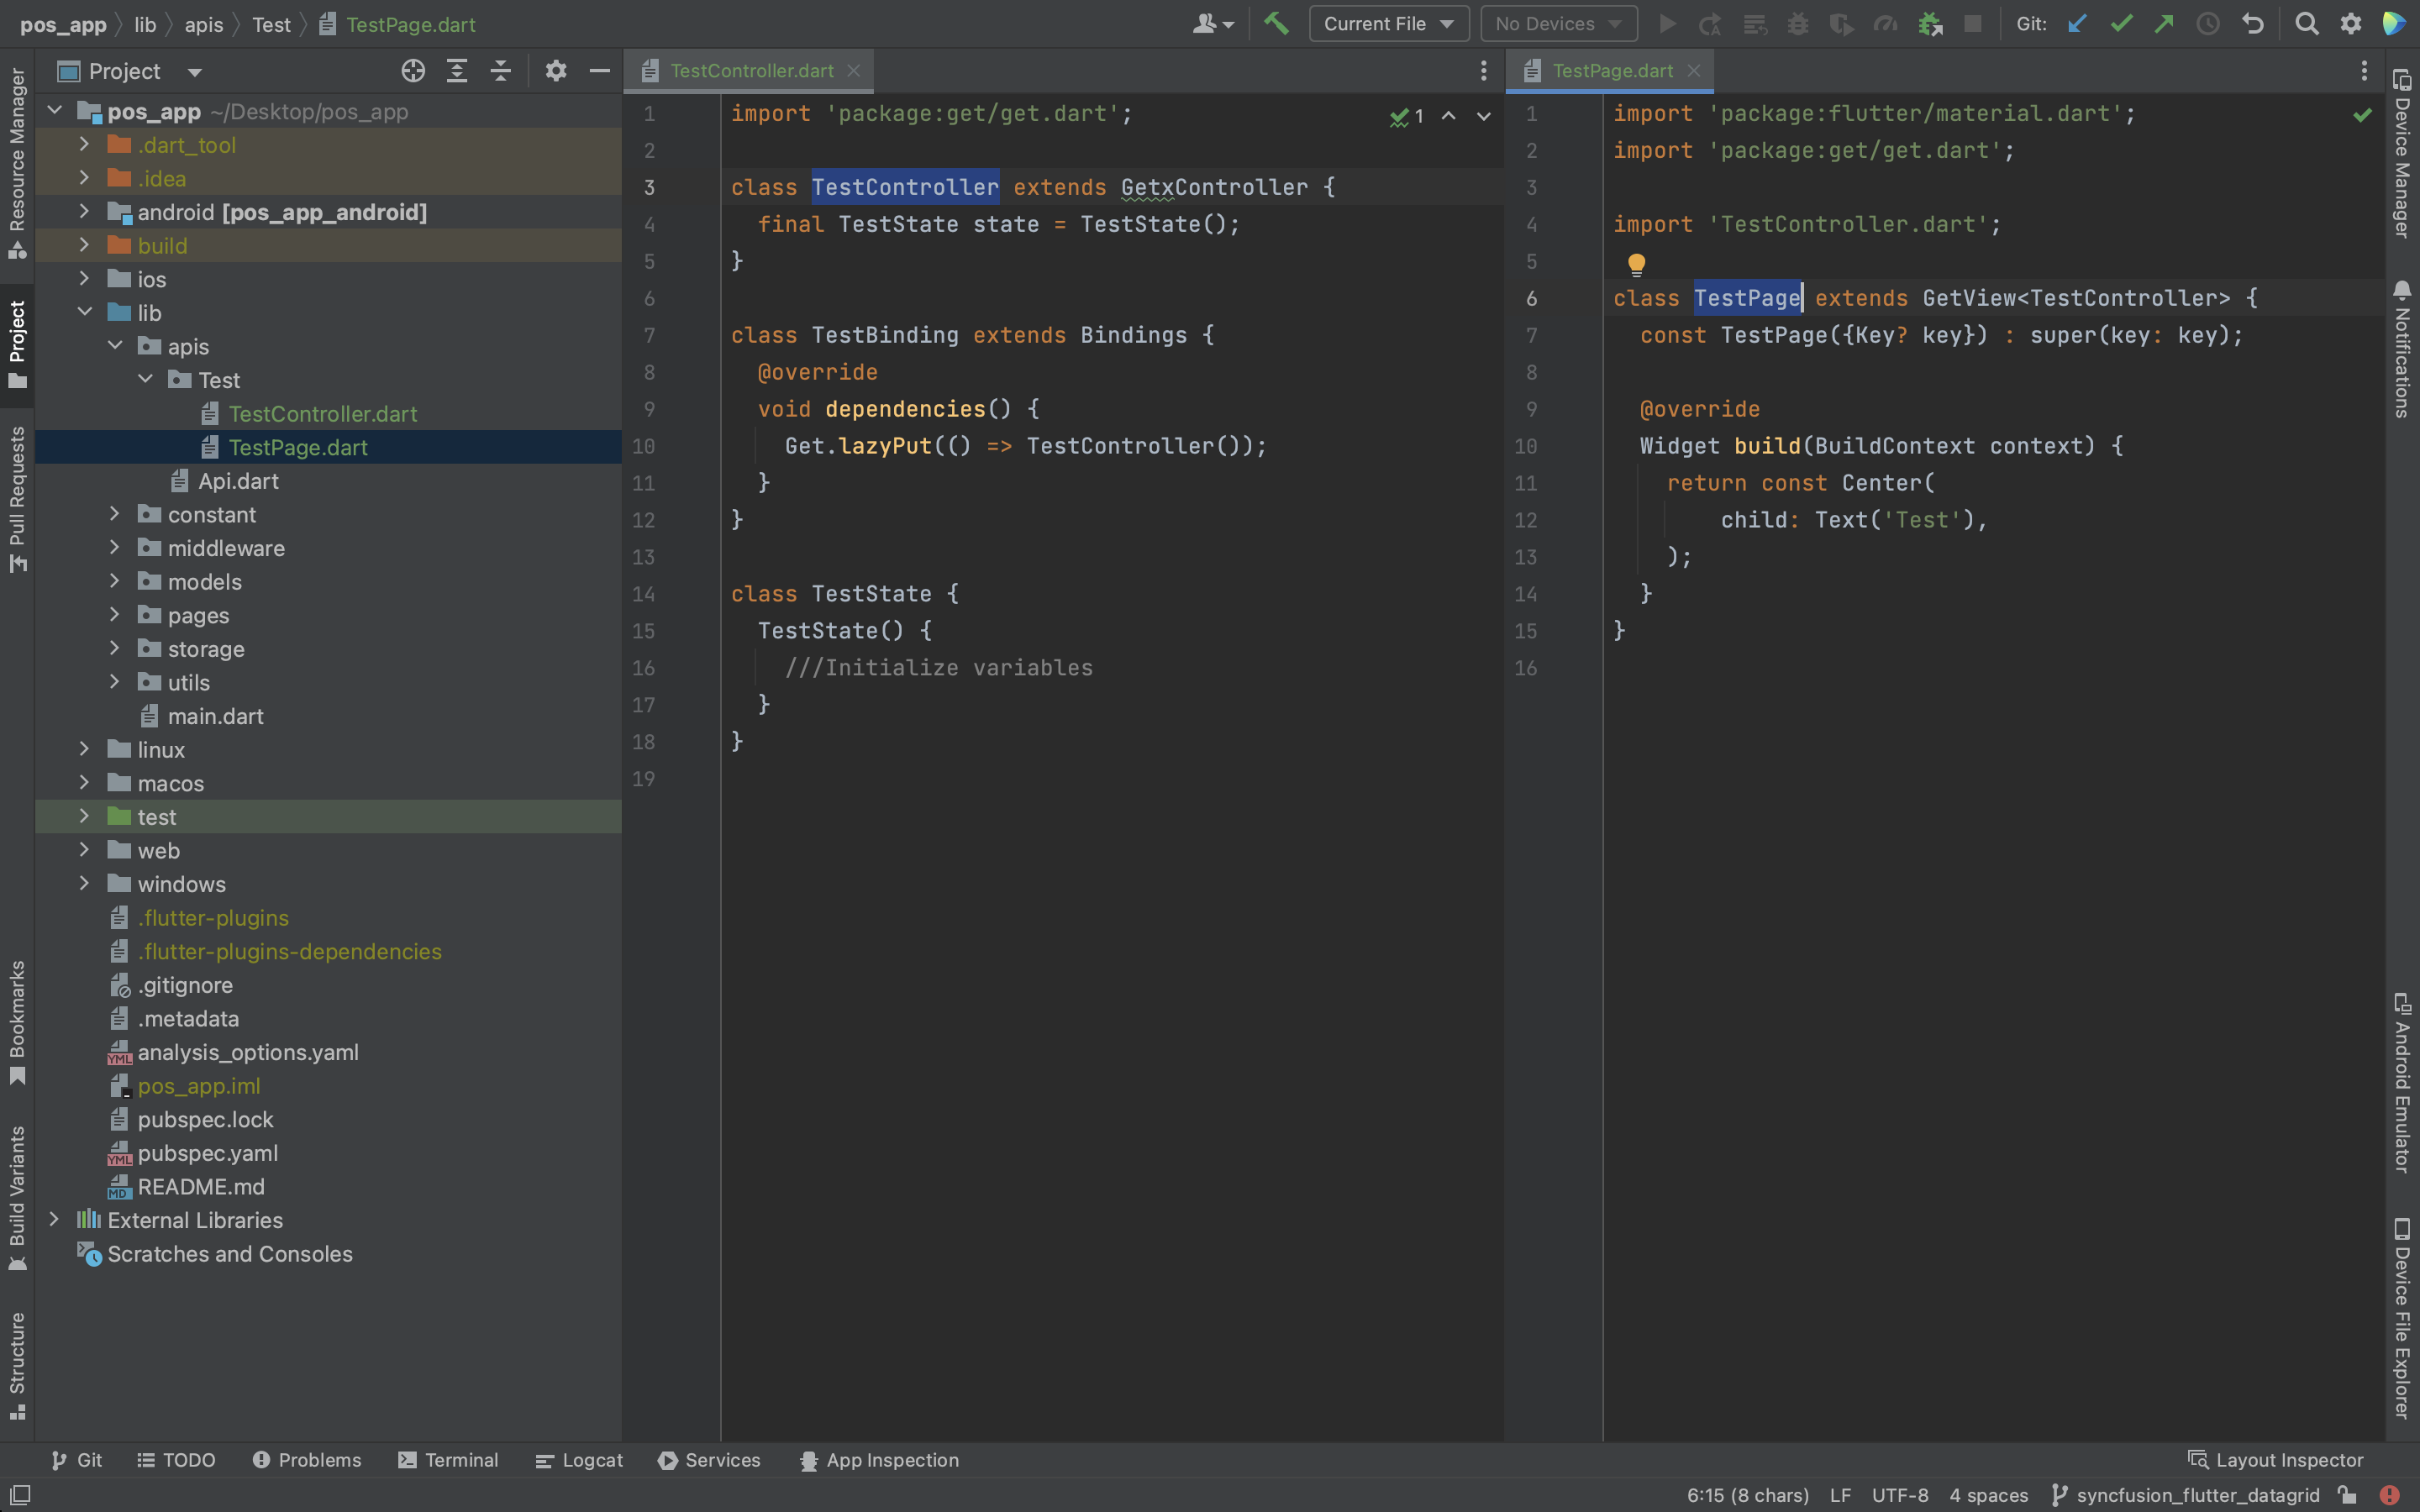 pos_app lib apis Test TestPage.dart Current File No Devices Git:
Resource Manager
Project
Pull Requests
Bookmarks
Build Variants
Structure
Project
pos_app ~/Desktop/pos_app
.dart_tool
.idea
android [pos_app_android]
build
ios
lib
apis
Test
TestController.dart
TestPage.dart
Api.dart
constant
middleware
models
pages
storage
utils
main.dart
linux
macos
test
web
windows
.flutter-plugins
.flutter-plugins-dependencies
.gitignore
.metadata
YML analysis_options.yaml
pos_app.iml
pubspec.lock
YML pubspec.yaml
MD README.md
External Libraries
Scratches and Consoles
TestController.dart
1 import 'package:get/get.dart'; 1
2
3 class TestController extends GetxController {
4 final TestState state = TestState();
5 }
6
7 class TestBinding extends Bindings {
8 @override
9 void dependencies() {
10 Get.lazyPut(() => TestController());
11 }
12 }
13
14 class TestState {
15 TestState() {
16 ///Initialize variables
17 }
18 }
19
TestPage.dart
1 import 'package:flutter/material.dart';
2 import 'package:get/get.dart';
3
4 import 'TestController.dart';
5
6 class TestPage extends GetView<TestController> {
7 const TestPage({Key? key}) : super(key: key);
8
9 @override
10 Widget build(BuildContext context) {
11 return const Center(
12 child: Text('Test'),
13 );
14 }
15 }
16
Device Manager
Notifications
Android Emulator
Device File Explorer
Git TODO Problems Terminal Logcat Services App Inspection Layout Inspector
6:15 (8 chars) LF UTF-8 4 spaces syncfusion_flutter_datagrid